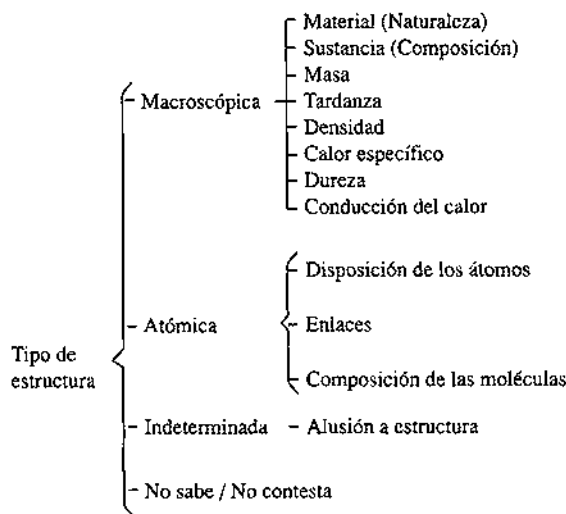 Material (Naturaleza)
Sustancia (Composición)
Masa
Macroscópica
Tardanza
Densidad
Calor específico
Dureza
Conducción del calor
Disposición de los átomos
Atómica
Enlaces
Tipo de
estructura
Composición de las moléculas
Indeterminada
Alusión a estructura
No sabe / No contesta